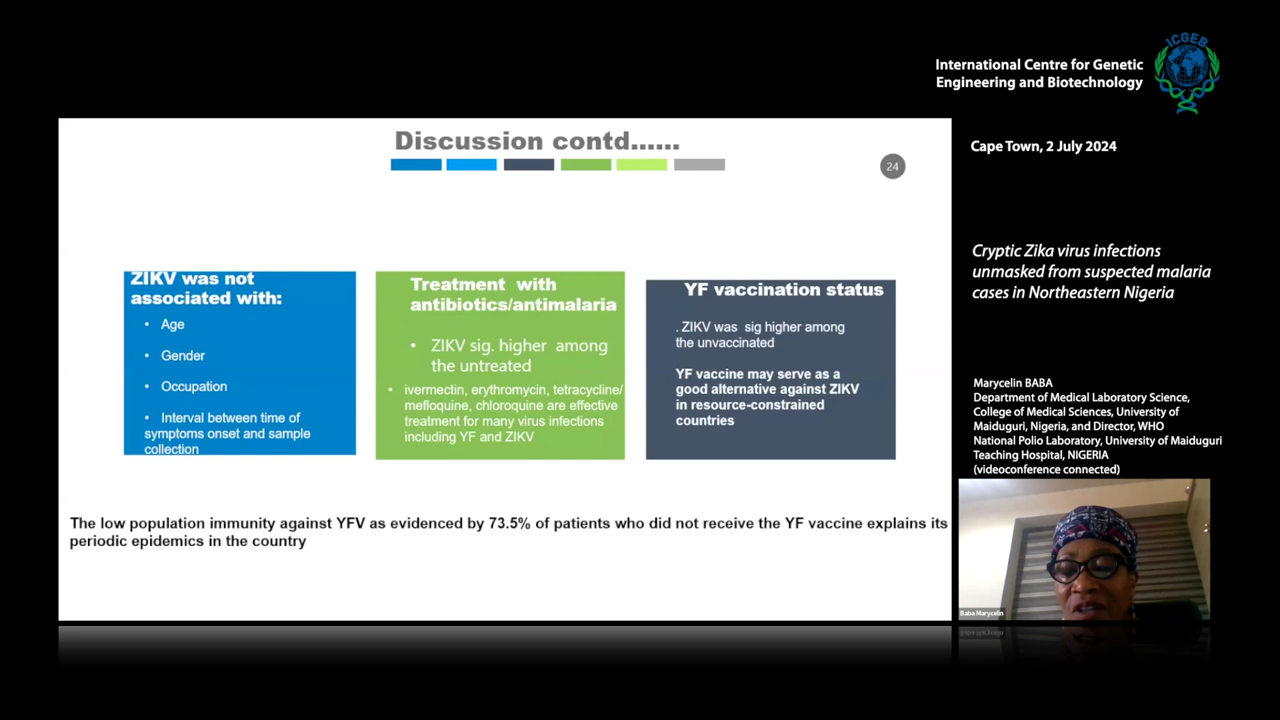 ICGEB
International Centre for Genetic
Engineering and Biotechnology
Cape Town, 2 July 2024
Cryptic Zika virus infections
unmasked from suspected malaria
cases in Northeastern Nigeria
Marycelin BABA
Department of Medical Laboratory Science,
College of Medical Sciences, University of
Maiduguri, Nigeria, and Director, WHO
National Polio Laboratory, University of Maiduguri
Teaching Hospital, NIGERIA
(videoconference connected)
Baba Marycelin
Discussion contd......
24
ZIKV was not
associated with:
• Age
• Gender
• Occupation
• Interval between time of
symptoms onset and sample
collection
Treatment with
antibiotics/antimalaria
• ZIKV sig. higher among
the untreated
• ivermectin, erythromycin, tetracycline/
mefloquine, chloroquine are effective
treatment for many virus infections
including YF and ZIKV
YF vaccination status
. ZIKV was sig higher among
the unvaccinated
YF vaccine may serve as a
good alternative against ZIKV
in resource-constrained
countries
The low population immunity against YFV as evidenced by 73.5% of patients who did not receive the YF vaccine explains its
periodic epidemics in the country